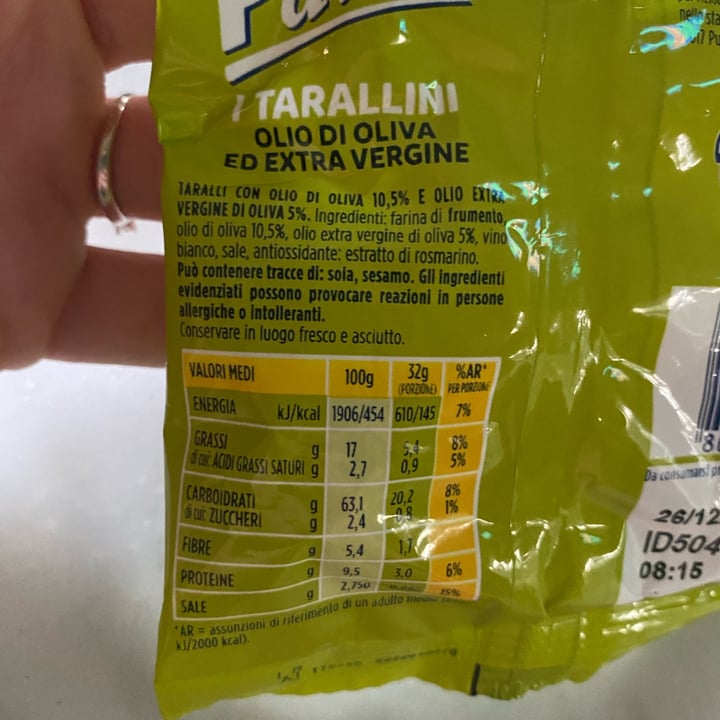 I TARALLINI
OLIO DI OLIVA
ED EXTRA VERGINE
TARALLI CON OLIO DI OLIVA 10,5% E OLIO EXTRA
VERGINE DI OLIVA 5%. Ingredienti: farina di frumento,
olio di oliva 10,5%, olio extra vergine di oliva 5%, vino
bianco, sale, antiossidante: estratto di rosmarino.
Può contenere tracce di: soia, sesamo. Gli ingredienti
evidenziati possono provocare reazioni in persone
allergiche o intolleranti.
Conservare in luogo fresco e asciutto.
VALORI MEDI 100g 32g (PORZIONE) %AR* PER PORZIONE
ENERGIA kJ/kcal 1906/454 610/145 7%
GRASSI g 17 5,4 8%
di cui: ACIDI GRASSI SATURI g 2,7 0,9 5%
CARBOIDRATI g 63,1 20,2 8%
di cui: ZUCCHERI g 2,4 0,8 1%
FIBRE g 5,4 1,7
PROTEINE g 9,5 3,0 6%
SALE g 2,750 15%
*AR = assunzioni di riferimento di un adulto medio
kJ/2000 kcal).
nello
Da consumarsi
26/12
ID504
08:15